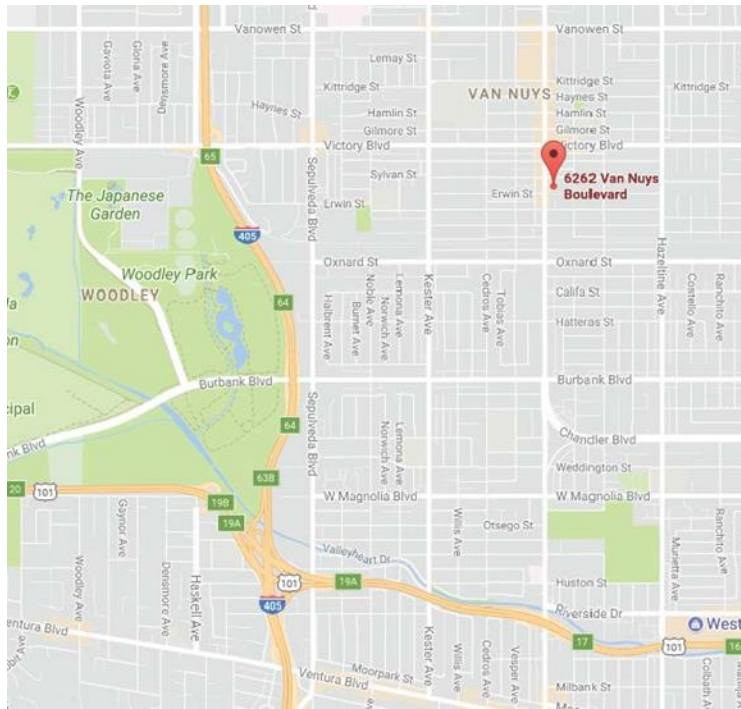 Vanowen St
Vanowen St
Gaviota Ave
Gloria Ave
Densmore Ave
Lemay St
Kittridge St
Kittridge St
Kittridge St
VAN NUYS
Haynes St
Haynes St
Hamlin St
Hamlin St
Gilmore St
Gilmore St
Woodley Ave
65
Victory Blvd
Victory Blvd
Sylvan St
6262 Van Nuys
Boulevard
Erwin St
Erwin St
The Japanese
Garden
Sepulveda Blvd
405
Oxnard St
Oxnard St
Hazeltine Ave
Woodley Park
WOODLEY
64
Halbrent Ave
Burnet Ave
Noble Ave
Norwich Ave
Lemona Ave
Kester Ave
Cedros Ave
Tobias Ave
Califa St
Costello Ave
Ranchito Ave
Hatteras St
Burbank Blvd
Burbank Blvd
cipal
nk Blvd
64
Sepulveda Blvd
Norwich Ave
Lemona Ave
Chandler Blvd
Weddington St
63B
20
101
19B
19A
W Magnolia Blvd
W Magnolia Blvd
Gaynor Ave
Willis Ave
Otsego St
Ranchito Ave
Murietta Ave
Valleyheart Dr
Woodley Ave
Densmore Ave
Haskell Ave
101
19A
Huston St
405
Riverside Dr
West
entura Blvd
17
101
16
Kester Ave
Willis Ave
Cedros Ave
Vesper Ave
Moorpark St
Ventura Blvd
Milbank St
Colbath Ave